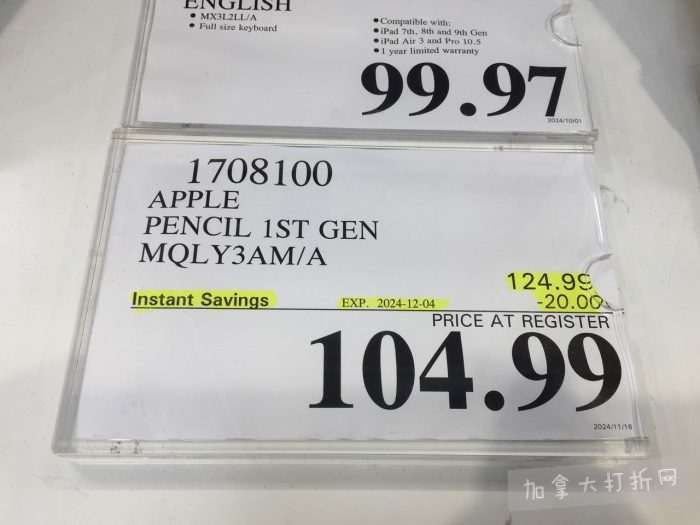 ENGLISH
• MX3L2LL/A
• Full size keyboard
• Compatible with:
• iPad 7th, 8th and 9th Gen
• iPad Air 3 and Pro 10.5
• 1 year limited warranty
99.97
2024/10/01
1708100
APPLE
PENCIL 1ST GEN
MQLY3AM/A
124.99
Instant Savings EXP. 2024-12-04 -20.00
PRICE AT REGISTER
104.99
2024/11/16
加拿大打折网